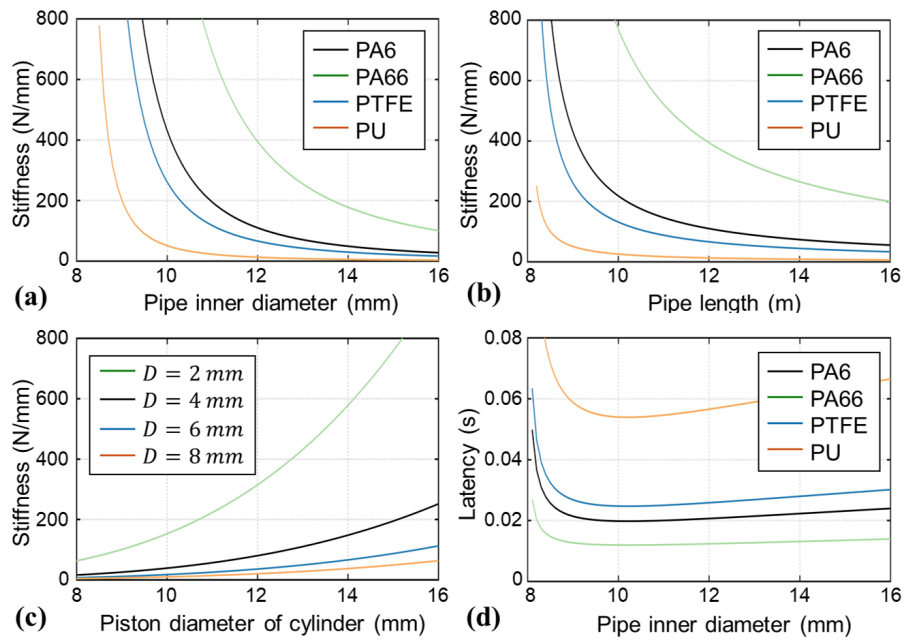 800
600
400
200
0
Stiffness (N/mm)
PA6
PA66
PTFE
PU
8 10 12 14 16
(a) Pipe inner diameter (mm)
800
600
400
200
0
Stiffness (N/mm)
PA6
PA66
PTFE
PU
8 10 12 14 16
(b) Pipe length (m)
800
600
400
200
0
Stiffness (N/mm)
D = 2 mm
D = 4 mm
D = 6 mm
D = 8 mm
8 10 12 14 16
(c) Piston diameter of cylinder (mm)
0.08
0.06
0.04
0.02
0
Latency (s)
PA6
PA66
PTFE
PU
8 10 12 14 16
(d) Pipe inner diameter (mm)